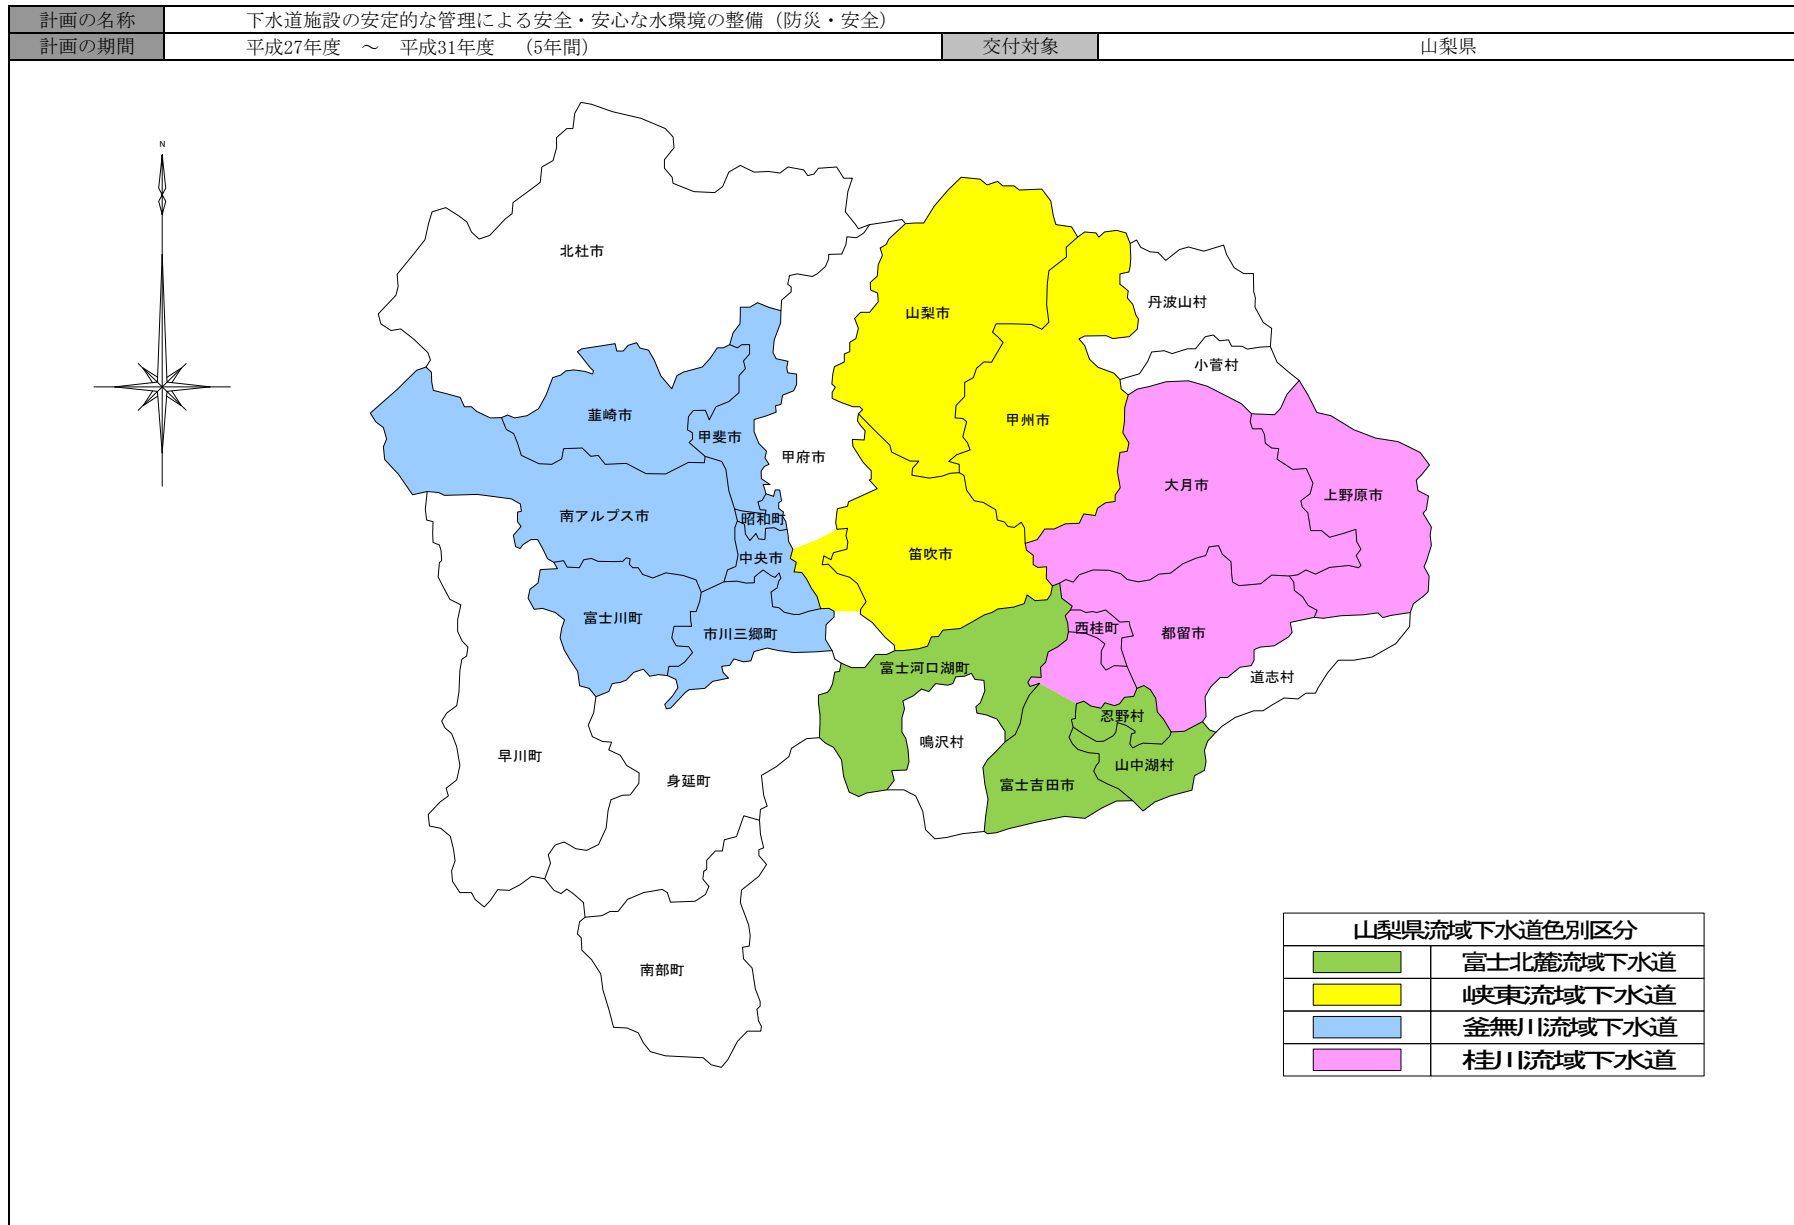 計画の名称 下水道施設の安定的な管理による安全・安心な水環境の整備（防災・安全）
計画の期間 平成27年度 ～ 平成31年度 （5年間） 交付対象 山梨県
N
北杜市
丹波山村
山梨市
小菅村
韮崎市
甲州市
甲斐市
甲府市
大月市
上野原市
南アルプス市
昭和町
笛吹市
中央市
富士川町
市川三郷町
西桂町
都留市
富士河口湖町
道志村
忍野村
鳴沢村
早川町
山中湖村
身延町
富士吉田市
南部町
山梨県流域下水道色別区分
富士北麓流域下水道
峡東流域下水道
釜無川流域下水道
桂川流域下水道